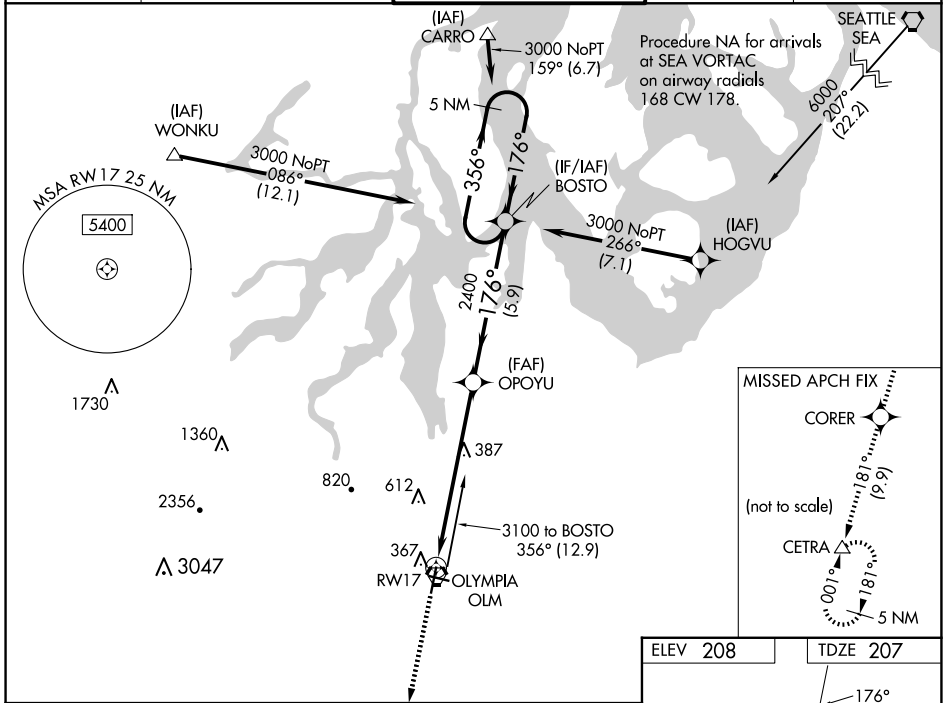 (IAF)
CARRO
3000 NoPT
159° (6.7)
Procedure NA for arrivals
at SEA VORTAC
on airway radials
168 CW 178.
SEATTLE
SEA
6000
207°
(22.2)
5 NM
(IAF)
WONKU
3000 NoPT
086°
(12.1)
356°
176°
(IF/IAF)
BOSTO
3000 NoPT
266°
(7.1)
(IAF)
HOGVU
MSA RW17 25 NM
5400
2400
176°
(5.9)
(FAF)
OPOYU
1730
1360
387
820
612
2356
3047
3100 to BOSTO
356° (12.9)
367
RW17
OLYMPIA
OLM
MISSED APCH FIX
CORER
181°
(9.9)
(not to scale)
CETRA
001°
181°
5 NM
ELEV 208
TDZE 207
176°